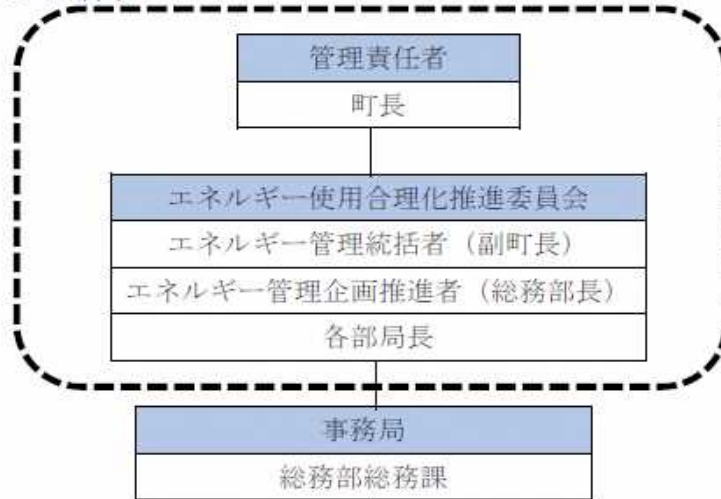 管理責任者
町長
エネルギー使用合理化推進委員会
エネルギー管理統括者（副町長）
エネルギー管理企画推進者（総務部長）
各部局長
事務局
総務部総務課